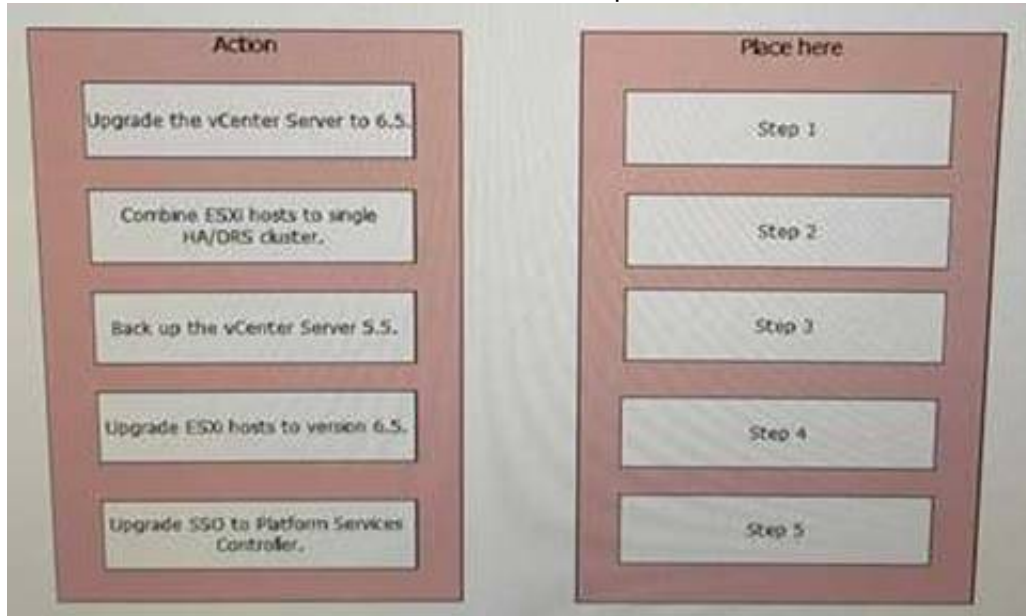 Action
Upgrade the vCenter Server to 6.5.
Combine ESXi hosts to single
HA/DRS cluster.
Back up the vCenter Server 5.5.
Upgrade ESXi hosts to version 6.5.
Upgrade SSO to Platform Services
Controller.
Place here
Step 1
Step 2
Step 3
Step 4
Step 5